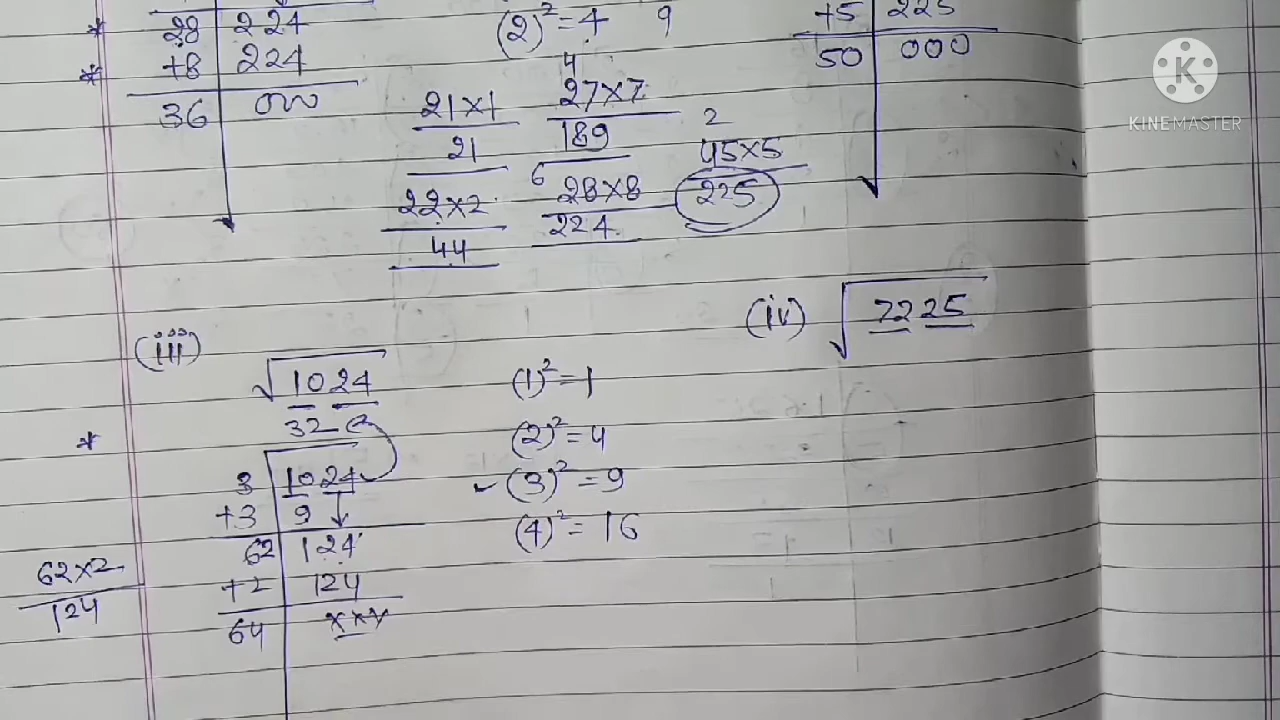 28 | 224
+8 | 224
36 | 000
(2)² = 4 9
21×1
21
22×2
44
4
27×7
189
6
28×8
224
2
45×5
225
+5 | 225
50 | 000
(iii)
√1024
32
3 | 1024
+3 | 9
62 | 124
+2 | 124
64 | xxx
62×2
124
(1)² = 1
(2)² = 4
(3)² = 9
(4)² = 16
(iv) √7225
K
KINEMASTER